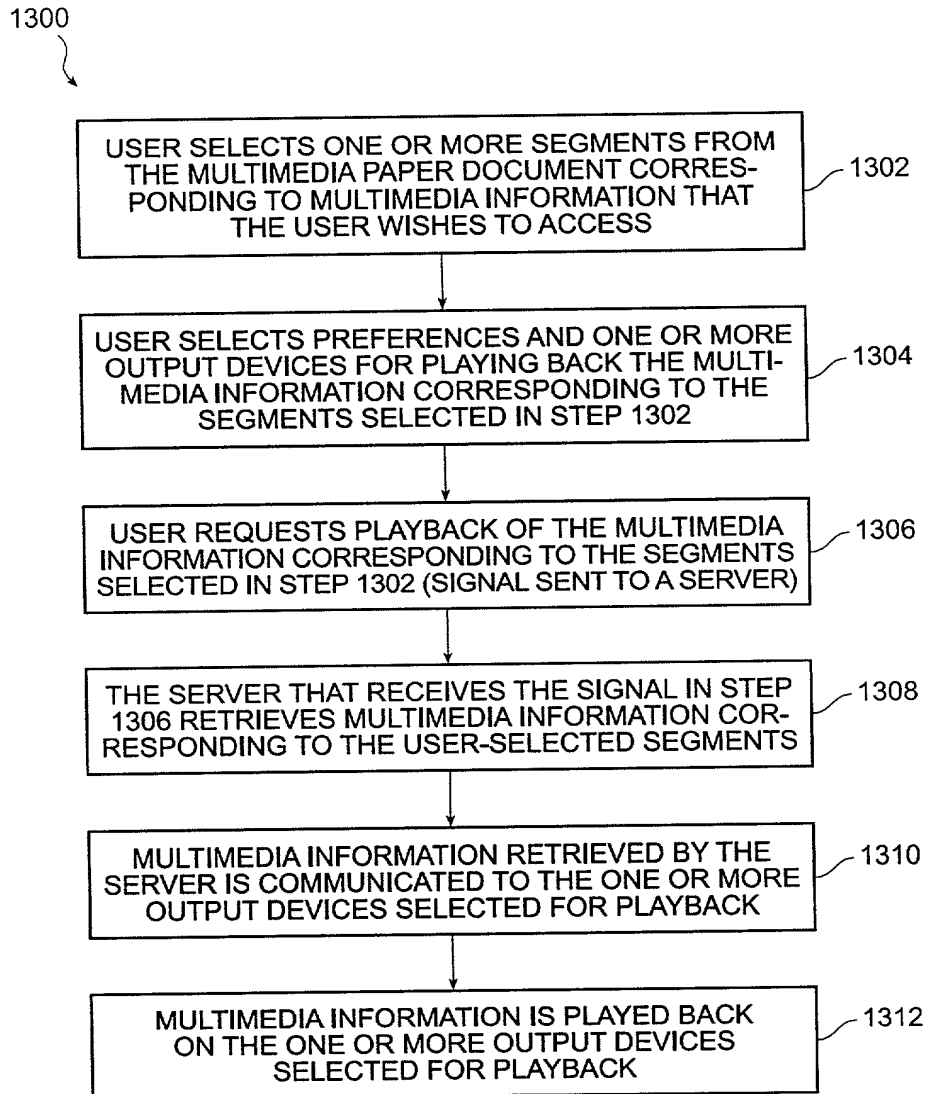 1300
USER SELECTS ONE OR MORE SEGMENTS FROM
THE MULTIMEDIA PAPER DOCUMENT CORRES-
PONDING TO MULTIMEDIA INFORMATION THAT
THE USER WISHES TO ACCESS
1302
USER SELECTS PREFERENCES AND ONE OR MORE
OUTPUT DEVICES FOR PLAYING BACK THE MULTI-
MEDIA INFORMATION CORRESPONDING TO THE
SEGMENTS SELECTED IN STEP 1302
1304
USER REQUESTS PLAYBACK OF THE MULTIMEDIA
INFORMATION CORRESPONDING TO THE SEGMENTS
SELECTED IN STEP 1302 (SIGNAL SENT TO A SERVER)
1306
THE SERVER THAT RECEIVES THE SIGNAL IN STEP
1306 RETRIEVES MULTIMEDIA INFORMATION COR-
RESPONDING TO THE USER-SELECTED SEGMENTS
1308
MULTIMEDIA INFORMATION RETRIEVED BY THE
SERVER IS COMMUNICATED TO THE ONE OR MORE
OUTPUT DEVICES SELECTED FOR PLAYBACK
1310
MULTIMEDIA INFORMATION IS PLAYED BACK
ON THE ONE OR MORE OUTPUT DEVICES
SELECTED FOR PLAYBACK
1312